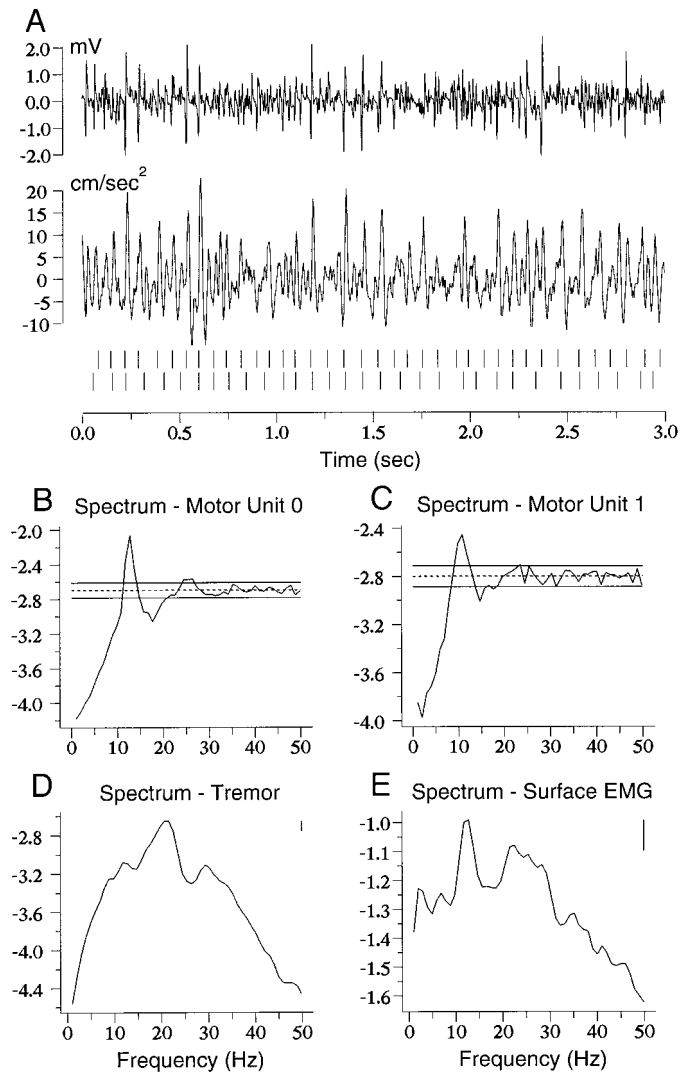 A
mV
2.0
1.0
0.0
-1.0
-2.0
cm/sec2
20
15
10
5
0
-5
-10
0.0 0.5 1.0 1.5 2.0 2.5 3.0
Time (sec)
B Spectrum - Motor Unit 0
-2.0
-2.4
-2.8
-3.2
-3.6
-4.0
0 10 20 30 40 50
C Spectrum - Motor Unit 1
-2.4
-2.8
-3.2
-3.6
-4.0
0 10 20 30 40 50
D Spectrum - Tremor
-2.8
-3.2
-3.6
-4.0
-4.4
0 10 20 30 40 50
Frequency (Hz)
E Spectrum - Surface EMG
-1.0
-1.1
-1.2
-1.3
-1.4
-1.5
-1.6
0 10 20 30 40 50
Frequency (Hz)